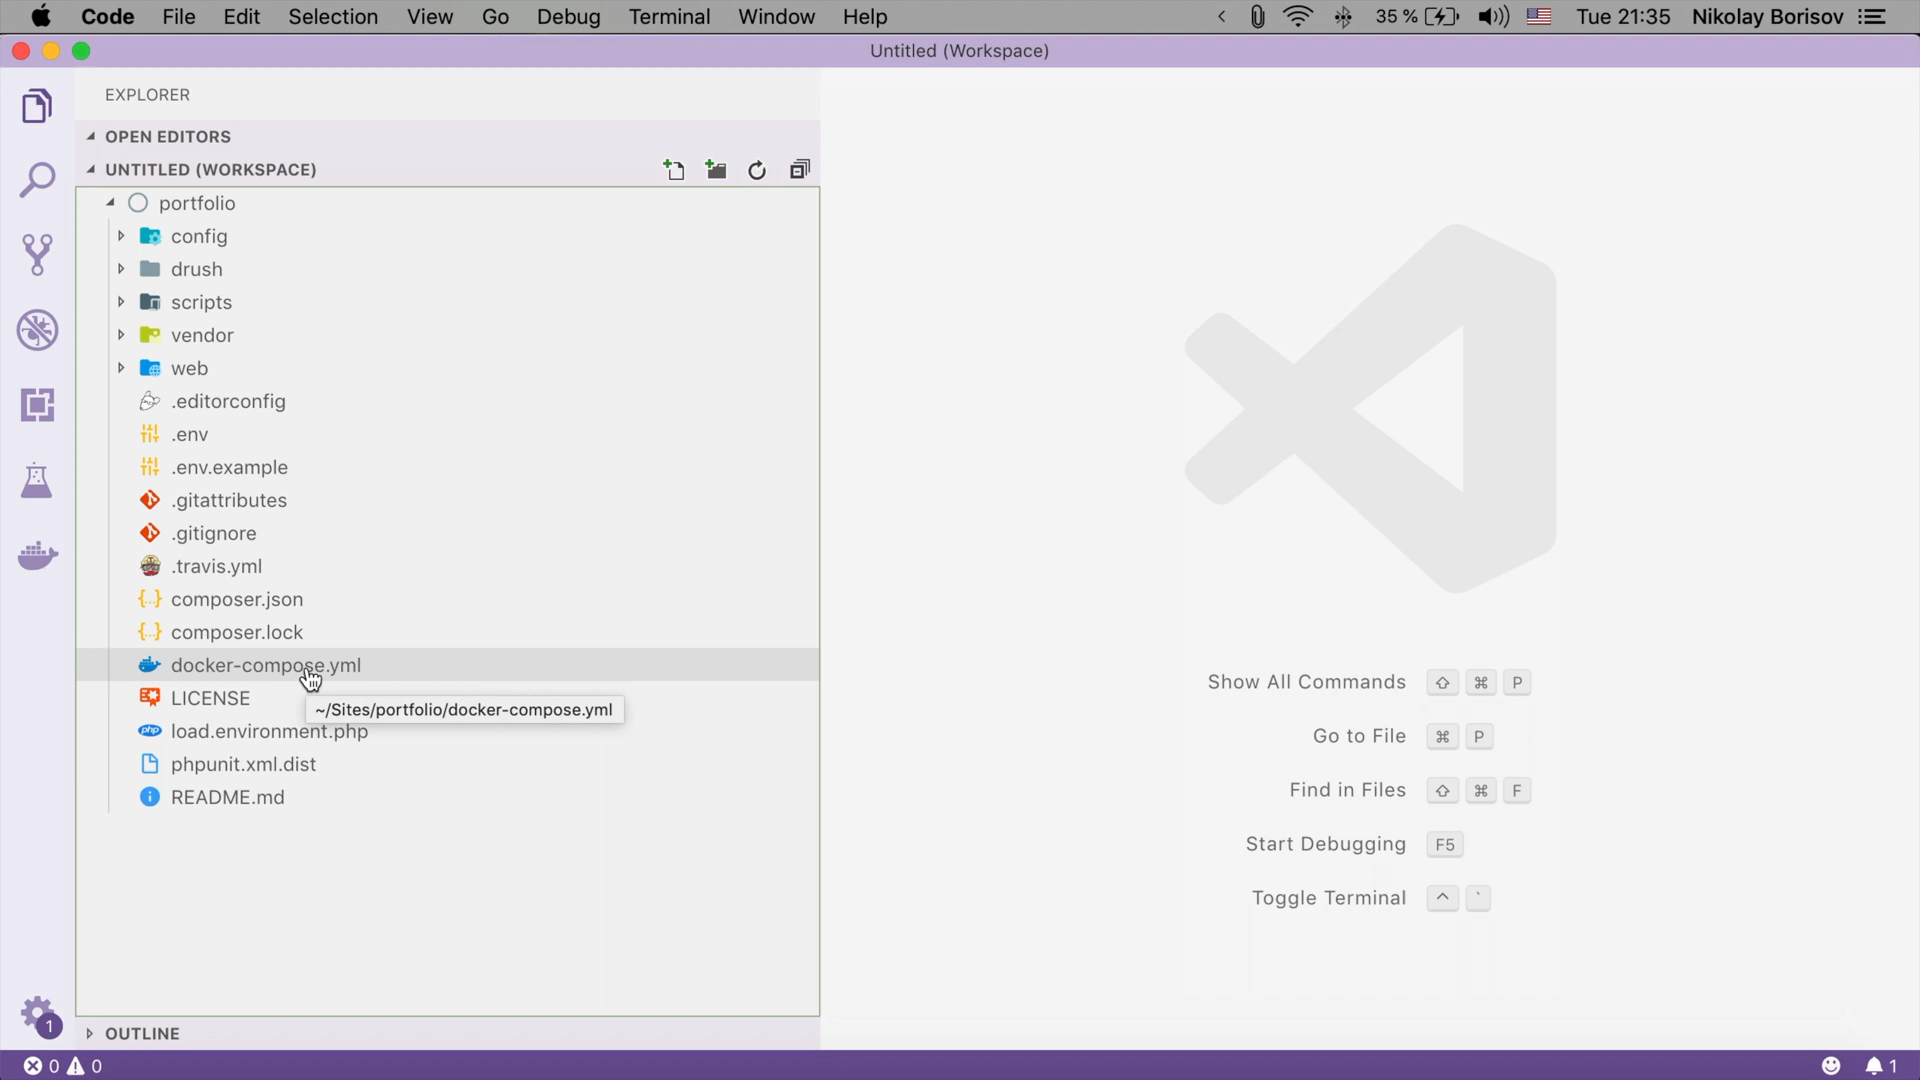 Code File Edit Selection View Go Debug Terminal Window Help 35 % Tue 21:35 Nikolay Borisov
Untitled (Workspace)
EXPLORER
OPEN EDITORS
UNTITLED (WORKSPACE)
portfolio
config
drush
scripts
vendor
web
.editorconfig
.env
.env.example
.gitattributes
.gitignore
.travis.yml
{..} composer.json
{..} composer.lock
docker-compose.yml
LICENSE
~/Sites/portfolio/docker-compose.yml
php load.environment.php
phpunit.xml.dist
README.md
Show All Commands ⇧ ⌘ P
Go to File ⌘ P
Find in Files ⇧ ⌘ F
Start Debugging F5
Toggle Terminal ^ `
1
OUTLINE
0 0 1